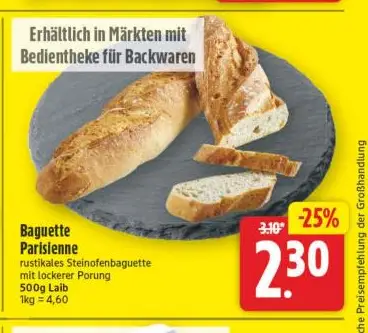 Erhältlich in Märkten mit
Bedientheke für Backwaren
Baguette
Parisienne
rustikales Steinofenbaguette
mit lockerer Porung
500g Laib
1kg = 4,60
3.10*
-25%
2.30
che Preisempfehlung der Großhandlung